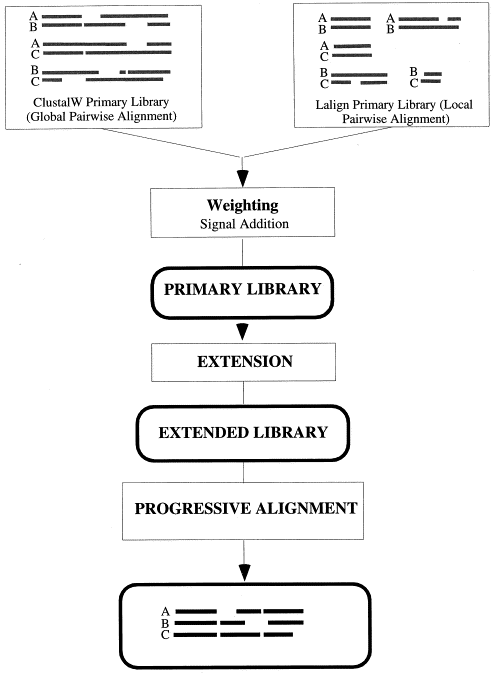 A
B
A
C
B
C
ClustalW Primary Library
(Global Pairwise Alignment)
A
B
A
B
A
C
B
C
B
C
Lalign Primary Library (Local
Pairwise Alignment)
Weighting
Signal Addition
PRIMARY LIBRARY
EXTENSION
EXTENDED LIBRARY
PROGRESSIVE ALIGNMENT
A
B
C